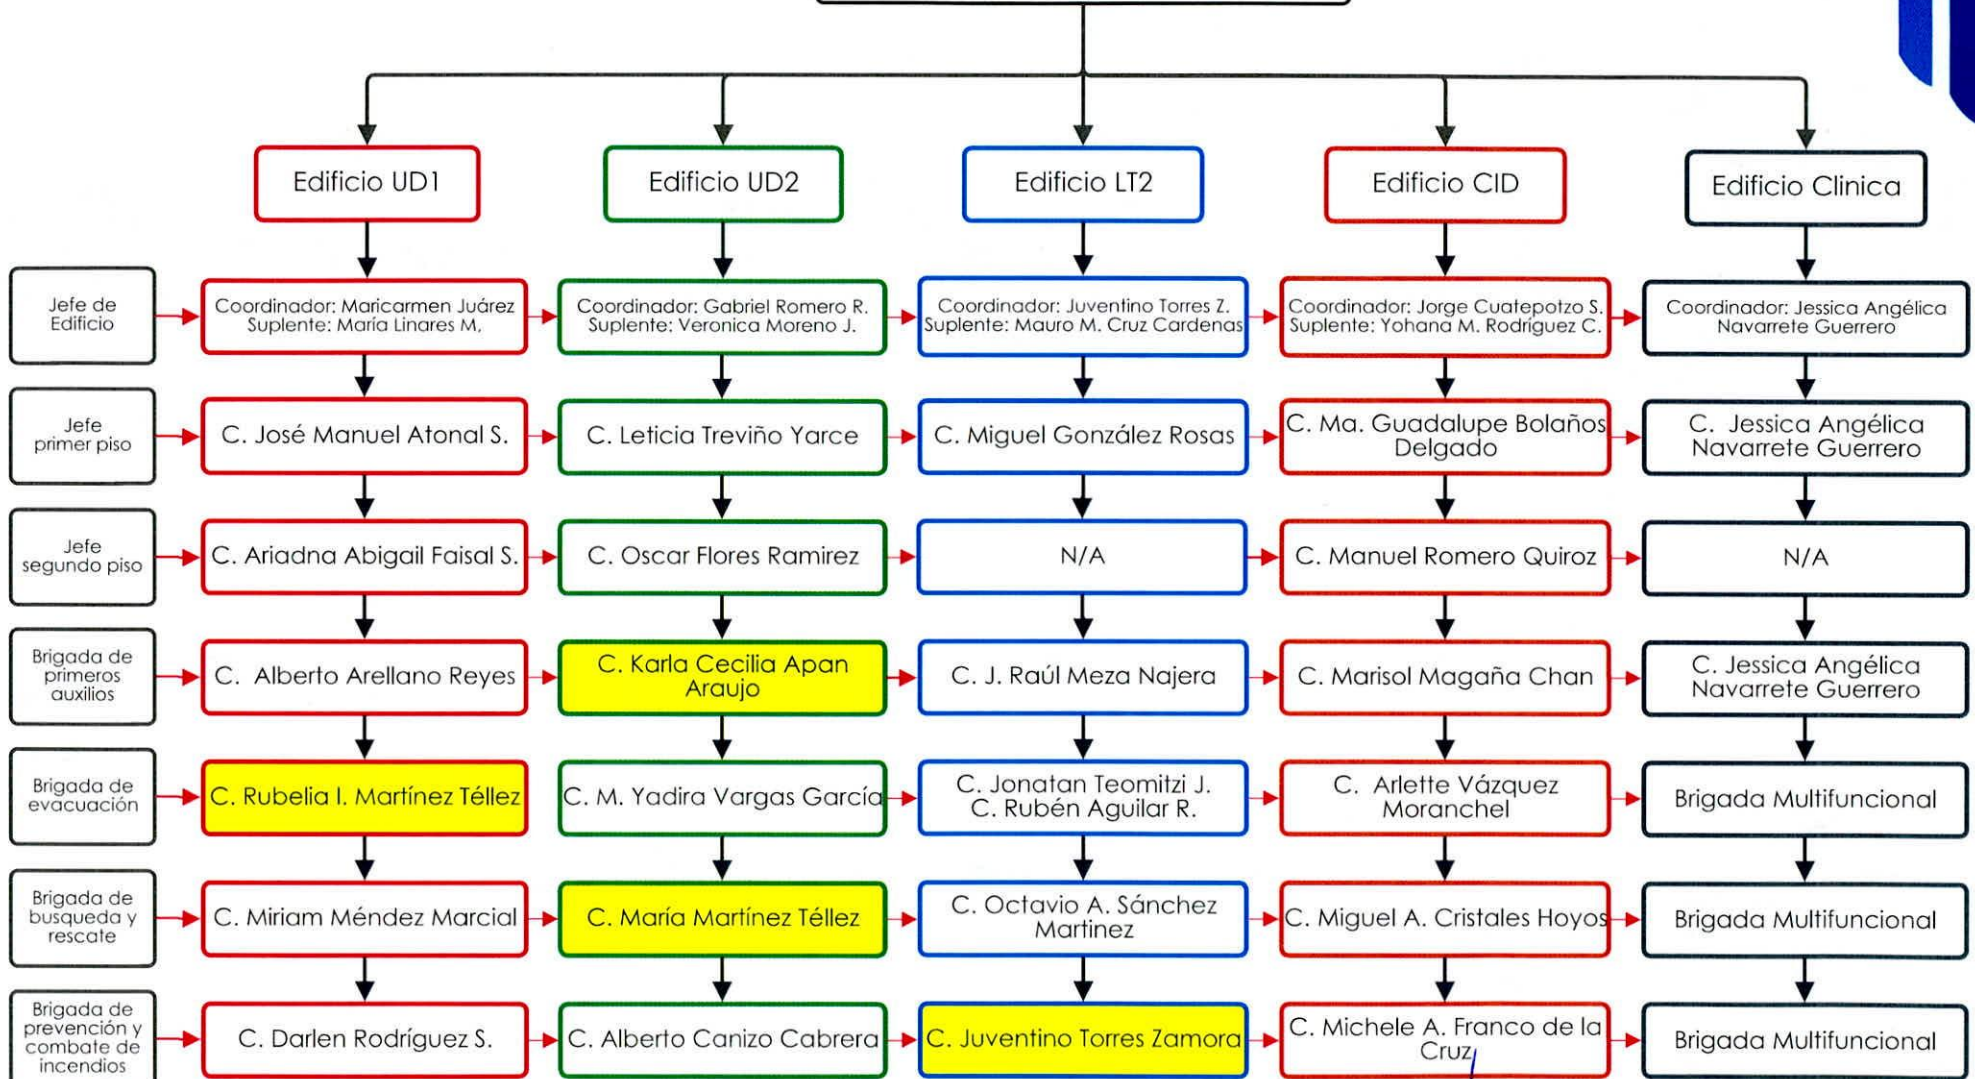 Edificio UD1
Edificio UD2
Edificio LT2
Edificio CID
Edificio Clinica
Jefe de
Edificio
Coordinador: Maricarmen Juárez
Suplente: María Linares M,
Coordinador: Gabriel Romero R.
Suplente: Veronica Moreno J.
Coordinador: Juventino Torres Z.
Suplente: Mauro M. Cruz Cardenas
Coordinador: Jorge Cuatepotzo S.
Suplente: Yohana M. Rodríguez C.
Coordinador: Jessica Angélica
Navarrete Guerrero
Jefe
primer piso
C. José Manuel Atonal S.
C. Leticia Treviño Yarce
C. Miguel González Rosas
C. Ma. Guadalupe Bolaños
Delgado
C. Jessica Angélica
Navarrete Guerrero
Jefe
segundo piso
C. Ariadna Abigail Faisal S.
C. Oscar Flores Ramirez
N/A
C. Manuel Romero Quiroz
N/A
Brigada de
primeros
auxilios
C. Alberto Arellano Reyes
C. Karla Cecilia Apan
Araujo
C. J. Raúl Meza Najera
C. Marisol Magaña Chan
C. Jessica Angélica
Navarrete Guerrero
Brigada de
evacuación
C. Rubelia I. Martínez Téllez
C. M. Yadira Vargas García
C. Jonatan Teomitzi J.
C. Rubén Aguilar R.
C. Arlette Vázquez
Moranchel
Brigada Multifuncional
Brigada de
busqueda y
rescate
C. Miriam Méndez Marcial
C. María Martínez Téllez
C. Octavio A. Sánchez
Martinez
C. Miguel A. Cristales Hoyos
Brigada Multifuncional
Brigada de
prevención y
combate de
incendios
C. Darlen Rodríguez S.
C. Alberto Canizo Cabrera
C. Juventino Torres Zamora
C. Michele A. Franco de la
Cruz
Brigada Multifuncional